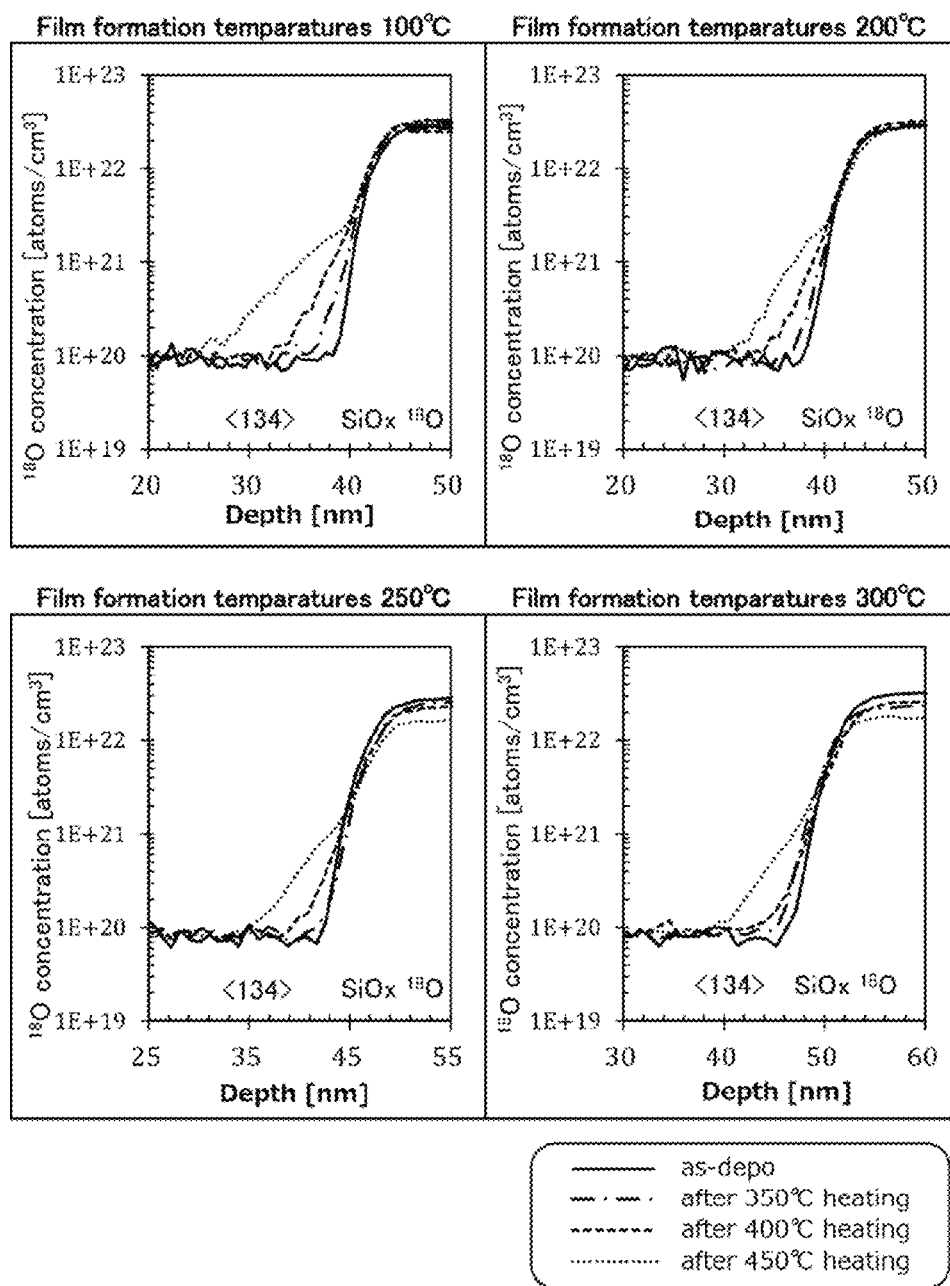 Film formation temparatures 100℃
Film formation temparatures 200℃
¹⁸O concentration [atoms/cm³]
1E+23
1E+22
1E+21
1E+20
1E+19
<134> SiOx ¹⁸O
20 30 40 50
Depth [nm]
¹⁸O concentration [atoms/cm³]
1E+23
1E+22
1E+21
1E+20
1E+19
<134> SiOx ¹⁸O
20 30 40 50
Depth [nm]
Film formation temparatures 250℃
Film formation temparatures 300℃
¹⁸O concentration [atoms/cm³]
1E+23
1E+22
1E+21
1E+20
1E+19
<134> SiOx ¹⁸O
25 35 45 55
Depth [nm]
¹⁸O concentration [atoms/cm³]
1E+23
1E+22
1E+21
1E+20
1E+19
<134> SiOx ¹⁸O
30 40 50 60
Depth [nm]
as-depo
after 350℃ heating
after 400℃ heating
after 450℃ heating